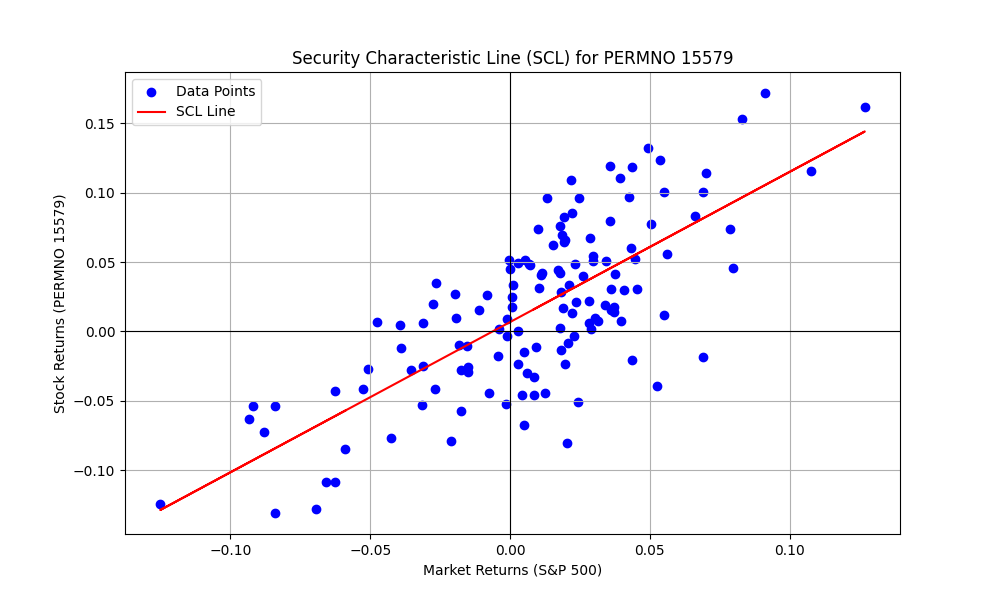 Security Characteristic Line (SCL) for PERMNO 15579
Data Points
SCL Line
Stock Returns (PERMNO 15579)
0.15
0.10
0.05
0.00
−0.05
−0.10
−0.10
−0.05
0.00
0.05
0.10
Market Returns (S&P 500)